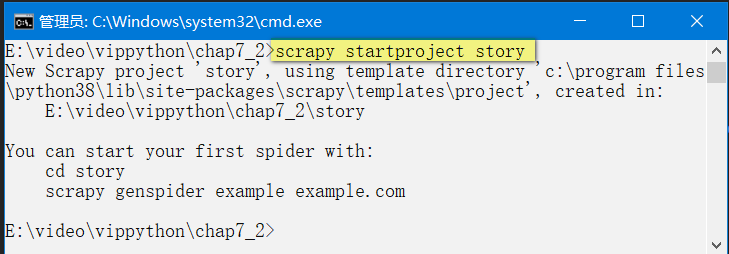 管理员: C:\Windows\system32\cmd.exe
E:\video\vippython\chap7_2>scrapy startproject story
New Scrapy project 'story', using template directory 'c:\program files
\python38\lib\site-packages\scrapy\templates\project', created in:
    E:\video\vippython\chap7_2\story

You can start your first spider with:
    cd story
    scrapy genspider example example.com

E:\video\vippython\chap7_2>